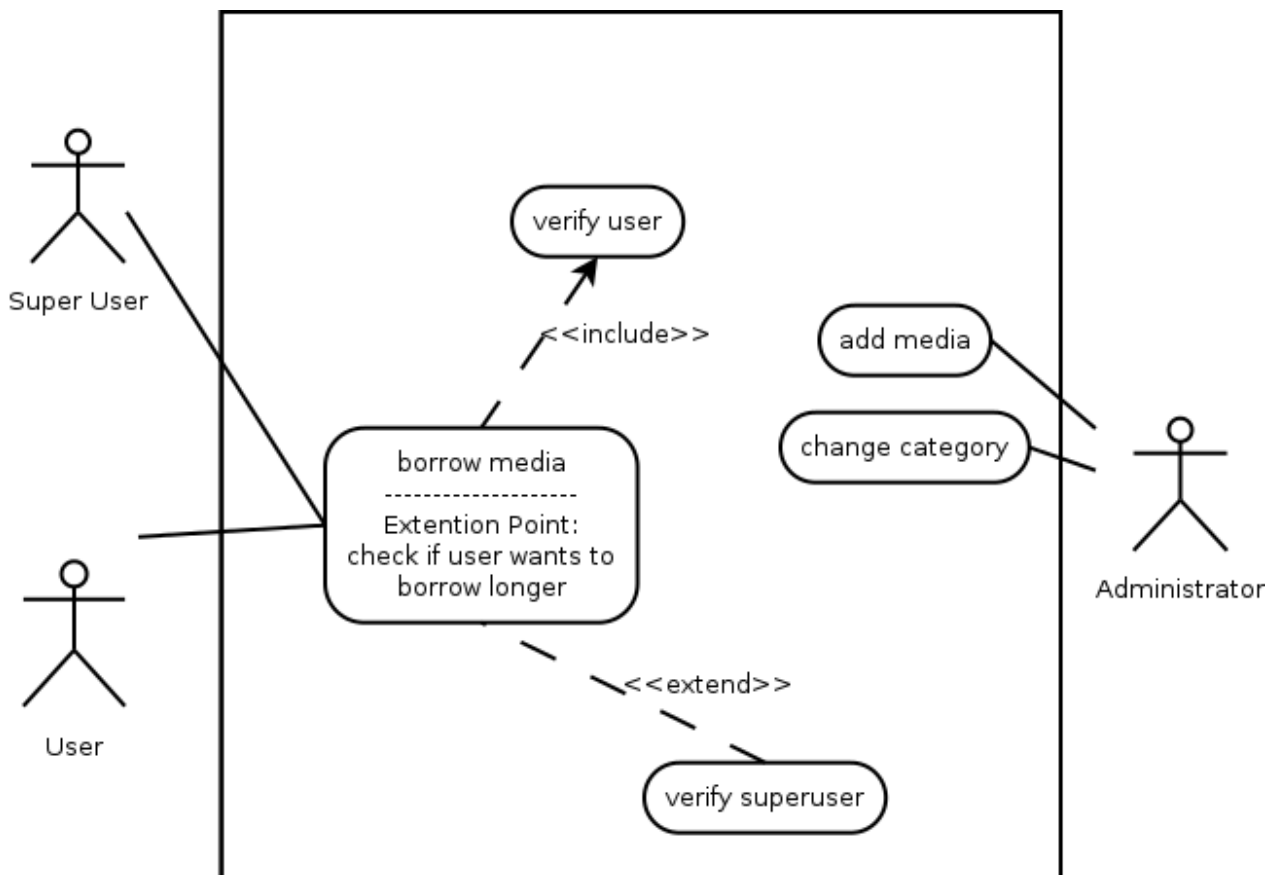 verify user
Super User
<<include>>
add media
change category
borrow media
--------------------
Extention Point:
check if user wants to
borrow longer
Administrator
<<extend>>
User
verify superuser